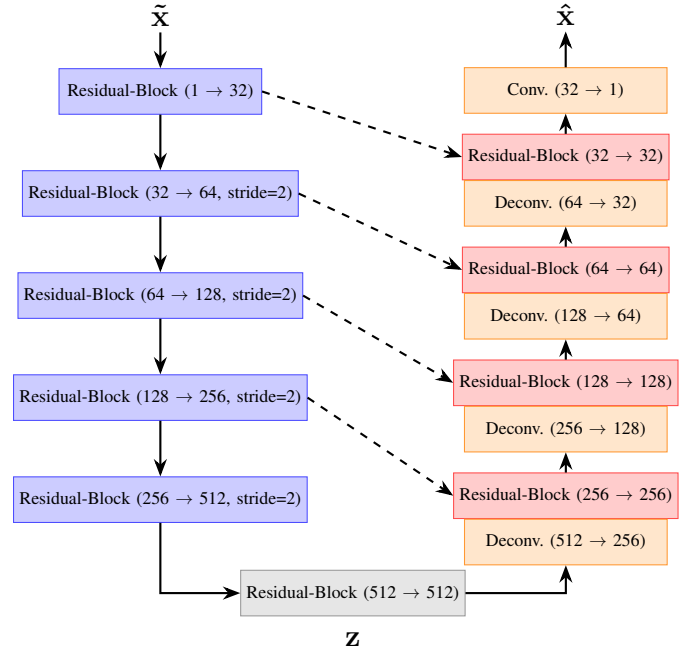 x̃
Residual-Block (1 → 32)
Residual-Block (32 → 64, stride=2)
Residual-Block (64 → 128, stride=2)
Residual-Block (128 → 256, stride=2)
Residual-Block (256 → 512, stride=2)
Residual-Block (512 → 512)
z
x̂
Conv. (32 → 1)
Residual-Block (32 → 32)
Deconv. (64 → 32)
Residual-Block (64 → 64)
Deconv. (128 → 64)
Residual-Block (128 → 128)
Deconv. (256 → 128)
Residual-Block (256 → 256)
Deconv. (512 → 256)